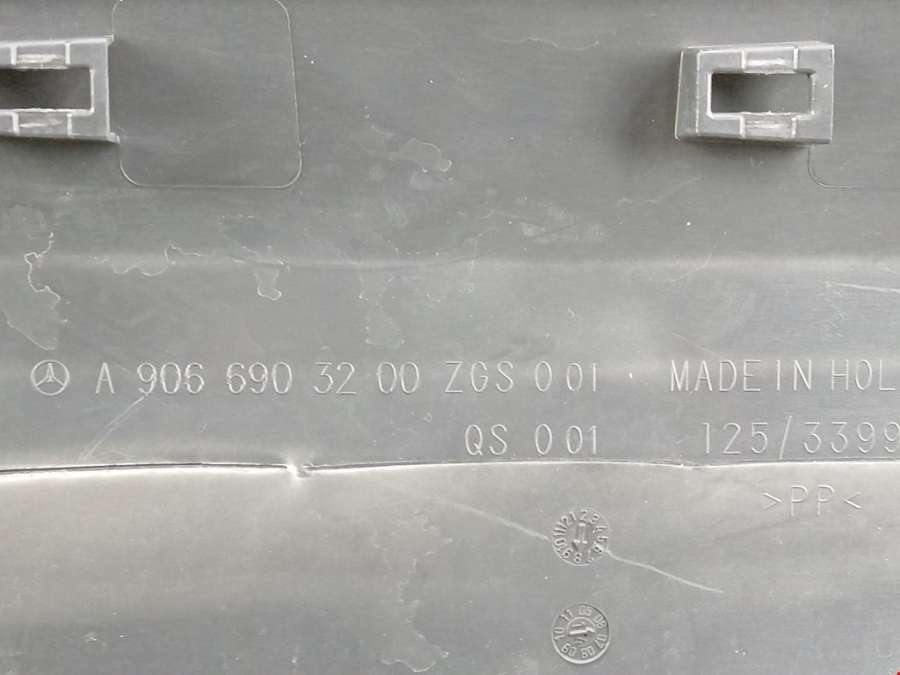 A 906 690 32 00 ZGS 001 MADE IN HOL
QS 001 125/3399
>PP<